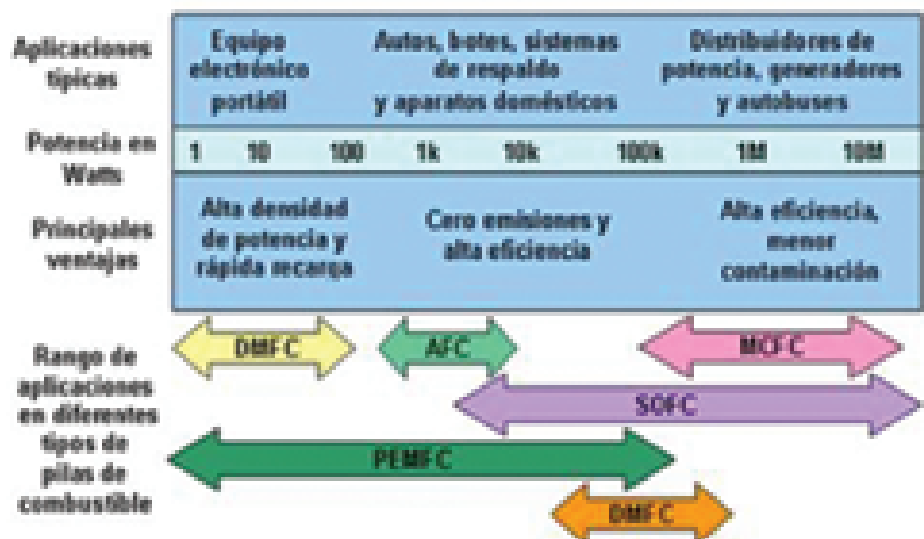 Aplicaciones
típicas
Equipo
electrónico
portátil
Autos, botes, sistemas
de respaldo
y aparatos domésticos
Distribuidores de
potencia, generadores
y autobuses
Potencia en
Watts
1 10 100 1k 10k 100k 1M 10M
Principales
ventajas
Alta densidad
de potencia y
rápida recarga
Cero emisiones y
alta eficiencia
Alta eficiencia,
menor
contaminación
Rango de
aplicaciones
en diferentes
tipos de
pilas de
combustible
DMFC
AFC
MCFC
SOFC
PEMFC
DMFC